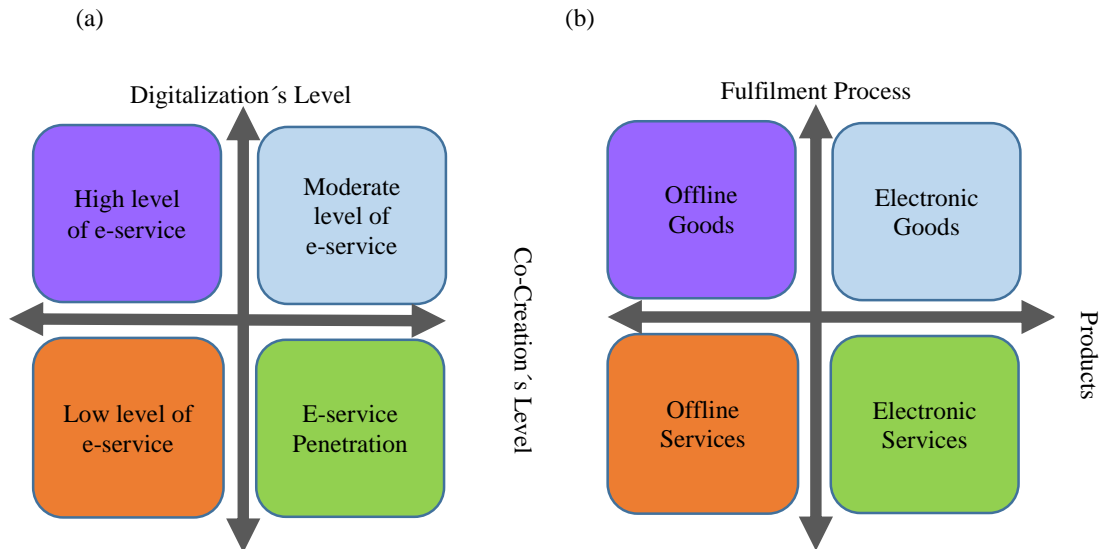 (a)
Digitalization´s Level
High level
of e-service
Moderate
level of
e-service
Low level of
e-service
E-service
Penetration
Co-Creation´s Level
(b)
Fulfilment Process
Offline
Goods
Electronic
Goods
Offline
Services
Electronic
Services
Products